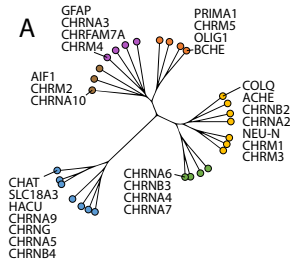 A
GFAP
CHRNA3
CHRFAM7A
CHRM4
PRIMA1
CHRM5
OLIG1
BCHE
AIF1
CHRM2
CHRNA10
COLQ
ACHE
CHRNB2
CHRNA2
NEU-N
CHRM1
CHRM3
CHRNA6
CHRNB3
CHRNA4
CHRNA7
CHAT
SLC18A3
HACU
CHRNA9
CHRNG
CHRNA5
CHRNB4